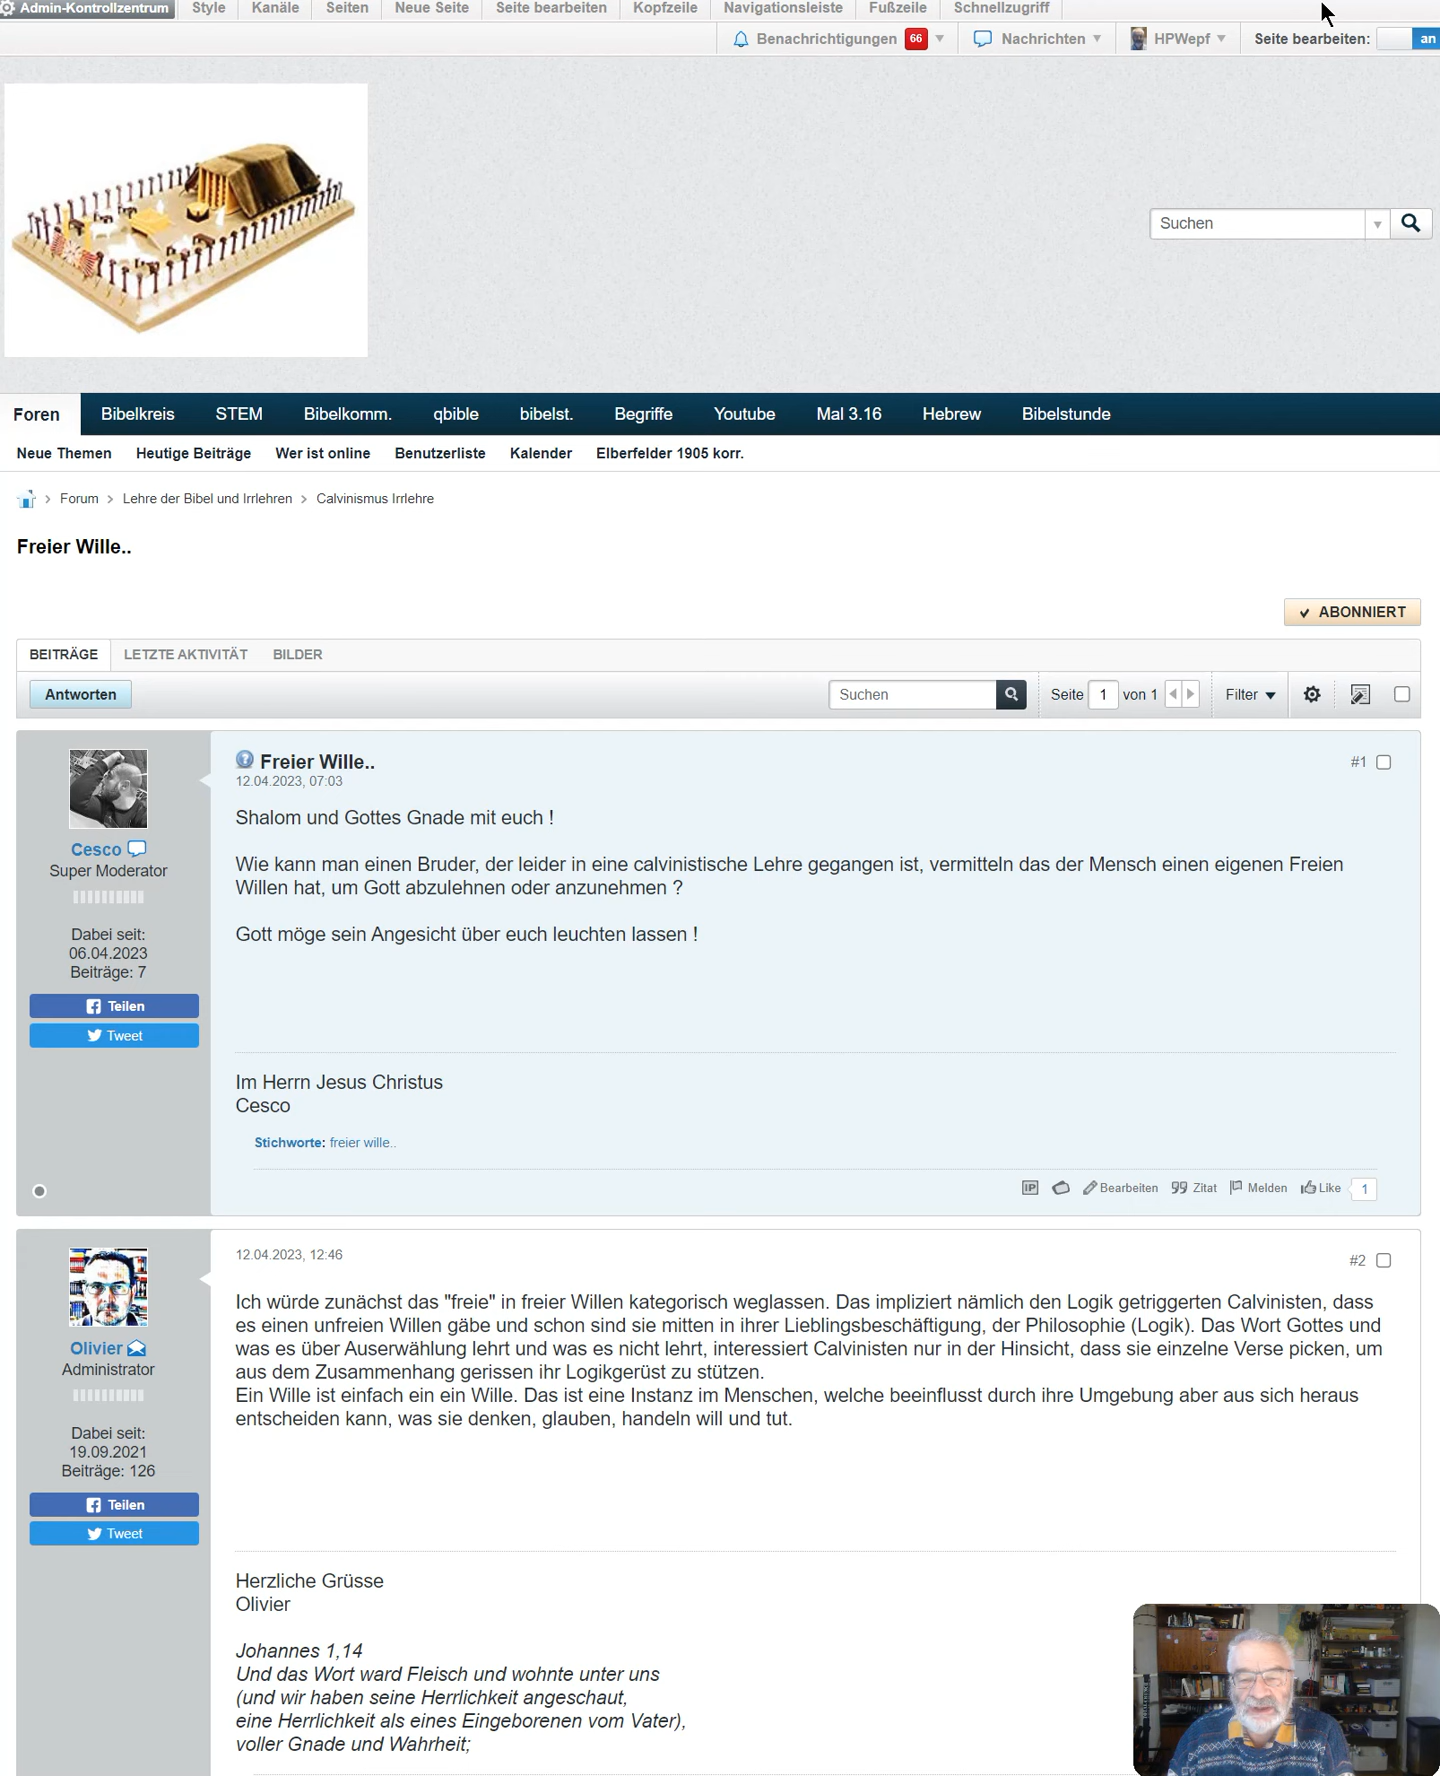 Admin-Kontrollzentrum Style Kanäle Seiten Neue Seite Seite bearbeiten Kopfzeile Navigationsleiste Fußzeile Schnellzugriff
Benachrichtigungen 66 Nachrichten HPWepf Seite bearbeiten: an
Suchen
Foren Bibelkreis STEM Bibelkomm. qbible bibelst. Begriffe Youtube Mal 3.16 Hebrew Bibelstunde
Neue Themen Heutige Beiträge Wer ist online Benutzerliste Kalender Elberfelder 1905 korr.
Forum > Lehre der Bibel und Irrlehren > Calvinismus Irrlehre
Freier Wille..
ABONNIERT
BEITRÄGE LETZTE AKTIVITÄT BILDER
Antworten Suchen Seite 1 von 1 Filter
Freier Wille.. #1
12.04.2023, 07:03
Shalom und Gottes Gnade mit euch !
Wie kann man einen Bruder, der leider in eine calvinistische Lehre gegangen ist, vermitteln das der Mensch einen eigenen Freien
Willen hat, um Gott abzulehnen oder anzunehmen ?
Gott möge sein Angesicht über euch leuchten lassen !
Cesco
Super Moderator
Dabei seit:
06.04.2023
Beiträge: 7
Teilen
Tweet
Im Herrn Jesus Christus
Cesco
Stichworte: freier wille..
IP Bearbeiten Zitat Melden Like 1
12.04.2023, 12:46 #2
Ich würde zunächst das "freie" in freier Willen kategorisch weglassen. Das impliziert nämlich den Logik getriggerten Calvinisten, dass
es einen unfreien Willen gäbe und schon sind sie mitten in ihrer Lieblingsbeschäftigung, der Philosophie (Logik). Das Wort Gottes und
was es über Auserwählung lehrt und was es nicht lehrt, interessiert Calvinisten nur in der Hinsicht, dass sie einzelne Verse picken, um
aus dem Zusammenhang gerissen ihr Logikgerüst zu stützen.
Ein Wille ist einfach ein ein Wille. Das ist eine Instanz im Menschen, welche beeinflusst durch ihre Umgebung aber aus sich heraus
entscheiden kann, was sie denken, glauben, handeln will und tut.
Olivier
Administrator
Dabei seit:
19.09.2021
Beiträge: 126
Teilen
Tweet
Herzliche Grüsse
Olivier
Johannes 1,14
Und das Wort ward Fleisch und wohnte unter uns
(und wir haben seine Herrlichkeit angeschaut,
eine Herrlichkeit als eines Eingeborenen vom Vater),
voller Gnade und Wahrheit;